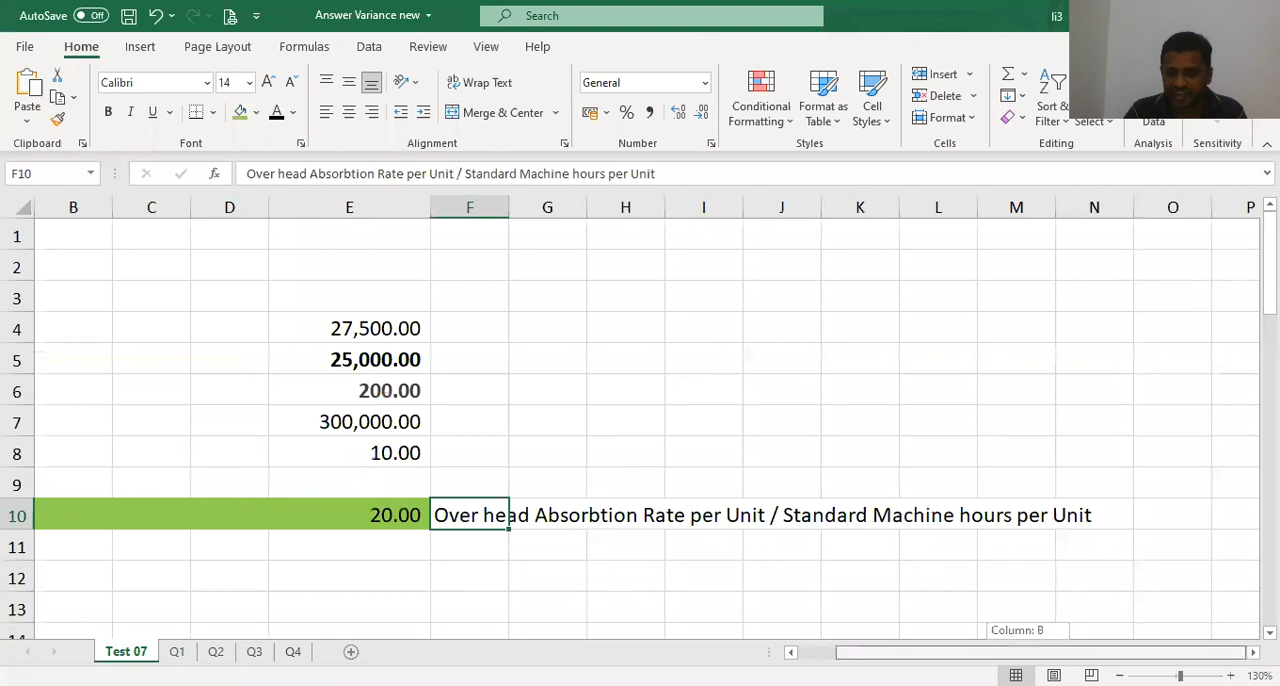 AutoSave Off Answer Variance new Search li3
File Home Insert Page Layout Formulas Data Review View Help
Paste Calibri 14 A A Wrap Text General Conditional Formatting Format as Table Cell Styles Insert Delete Format Sort & Filter Select Data
B I U A Merge & Center % 9
Clipboard Font Alignment Number Styles Cells Editing Analysis Sensitivity
F10 fx Over head Absorbtion Rate per Unit / Standard Machine hours per Unit
B C D E F G H I J K L M N O P
1
2
3
4 27,500.00
5 25,000.00
6 200.00
7 300,000.00
8 10.00
9
10 20.00 Over head Absorbtion Rate per Unit / Standard Machine hours per Unit
11
12
13
14
Column: B
Test 07 Q1 Q2 Q3 Q4
130%